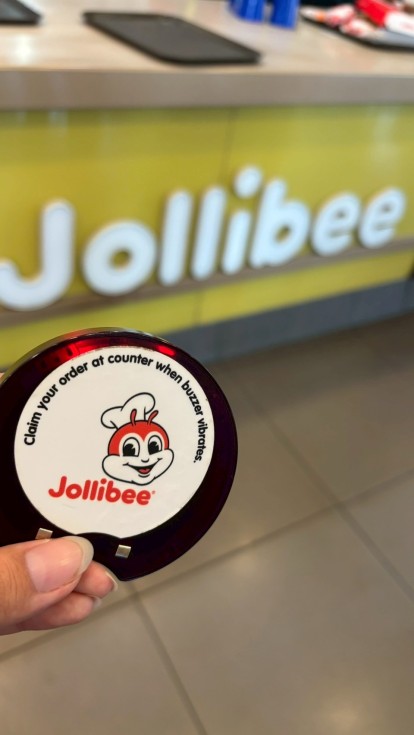 Jollibee
Claim your order at counter when buzzer vibrates.
Jollibee